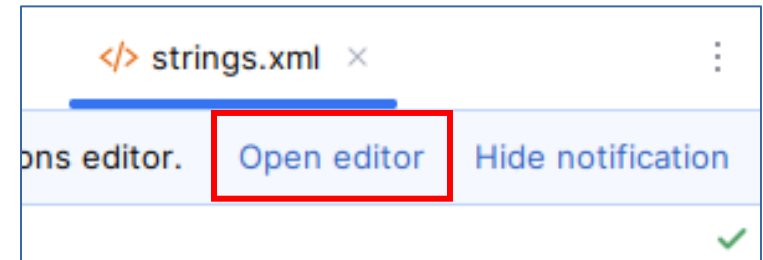 </> strings.xml ×
ons editor. Open editor Hide notification